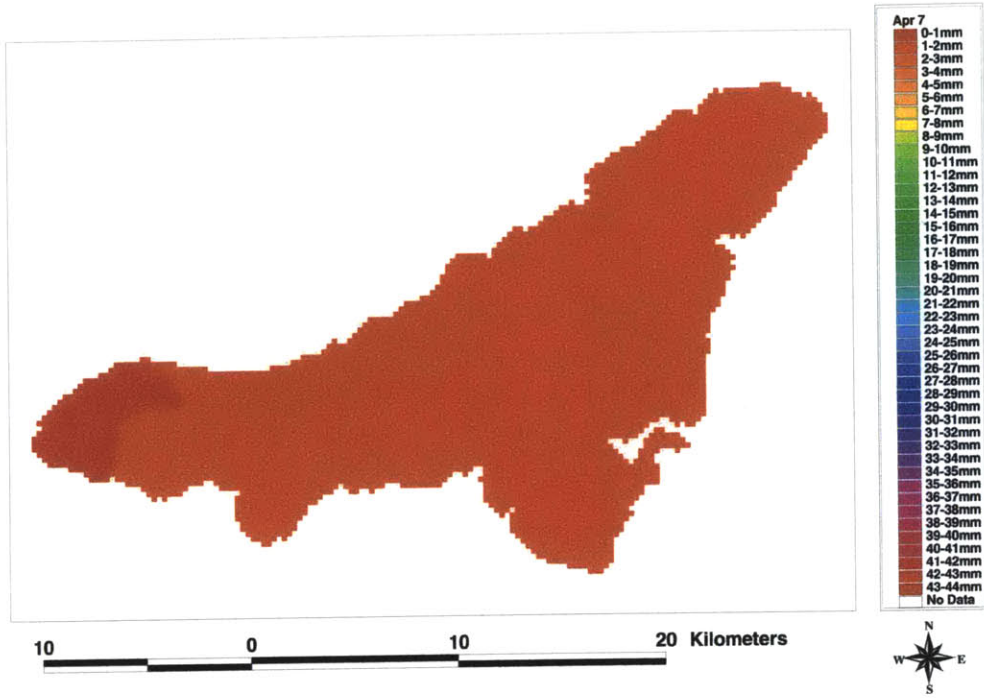 Apr 7
0-1mm
1-2mm
2-3mm
3-4mm
4-5mm
5-6mm
6-7mm
7-8mm
8-9mm
9-10mm
10-11mm
11-12mm
12-13mm
13-14mm
14-15mm
15-16mm
16-17mm
17-18mm
18-19mm
19-20mm
20-21mm
21-22mm
22-23mm
23-24mm
24-25mm
25-26mm
26-27mm
27-28mm
28-29mm
29-30mm
30-31mm
31-32mm
32-33mm
33-34mm
34-35mm
35-36mm
36-37mm
37-38mm
38-39mm
39-40mm
40-41mm
41-42mm
42-43mm
43-44mm
No Data
10 0 10 20 Kilometers
N
W E
S